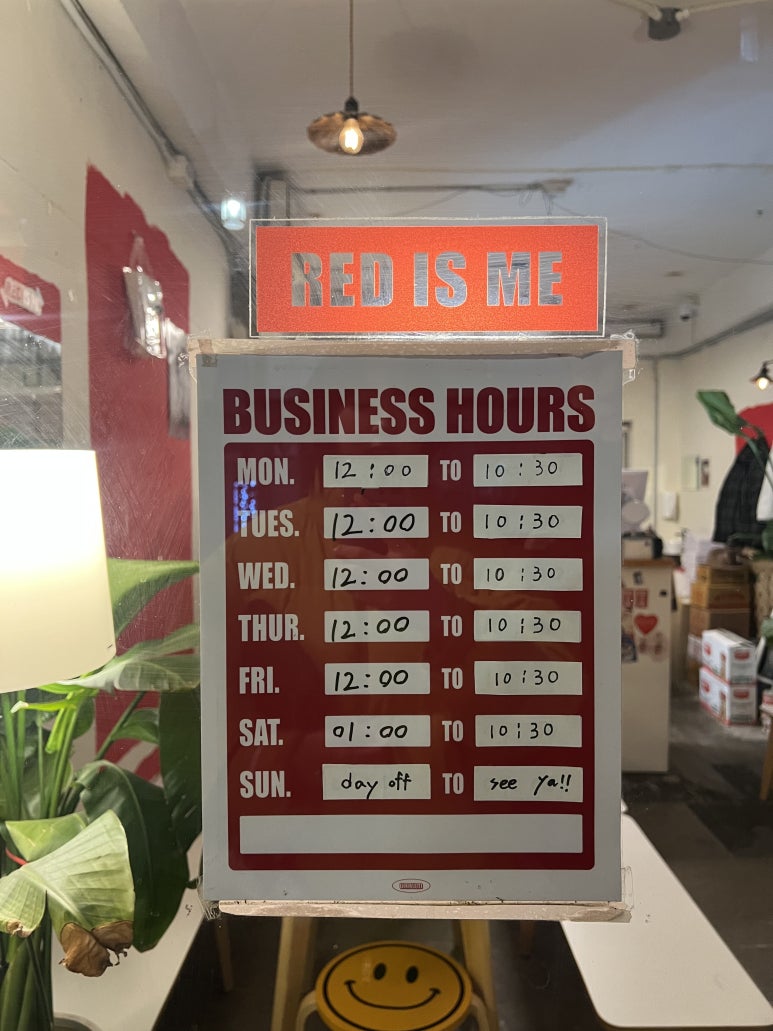 RED IS ME
BUSINESS HOURS
MON. 12:00 TO 10:30
TUES. 12:00 TO 10:30
WED. 12:00 TO 10:30
THUR. 12:00 TO 10:30
FRI. 12:00 TO 10:30
SAT. 01:00 TO 10:30
SUN. day off TO see ya!!